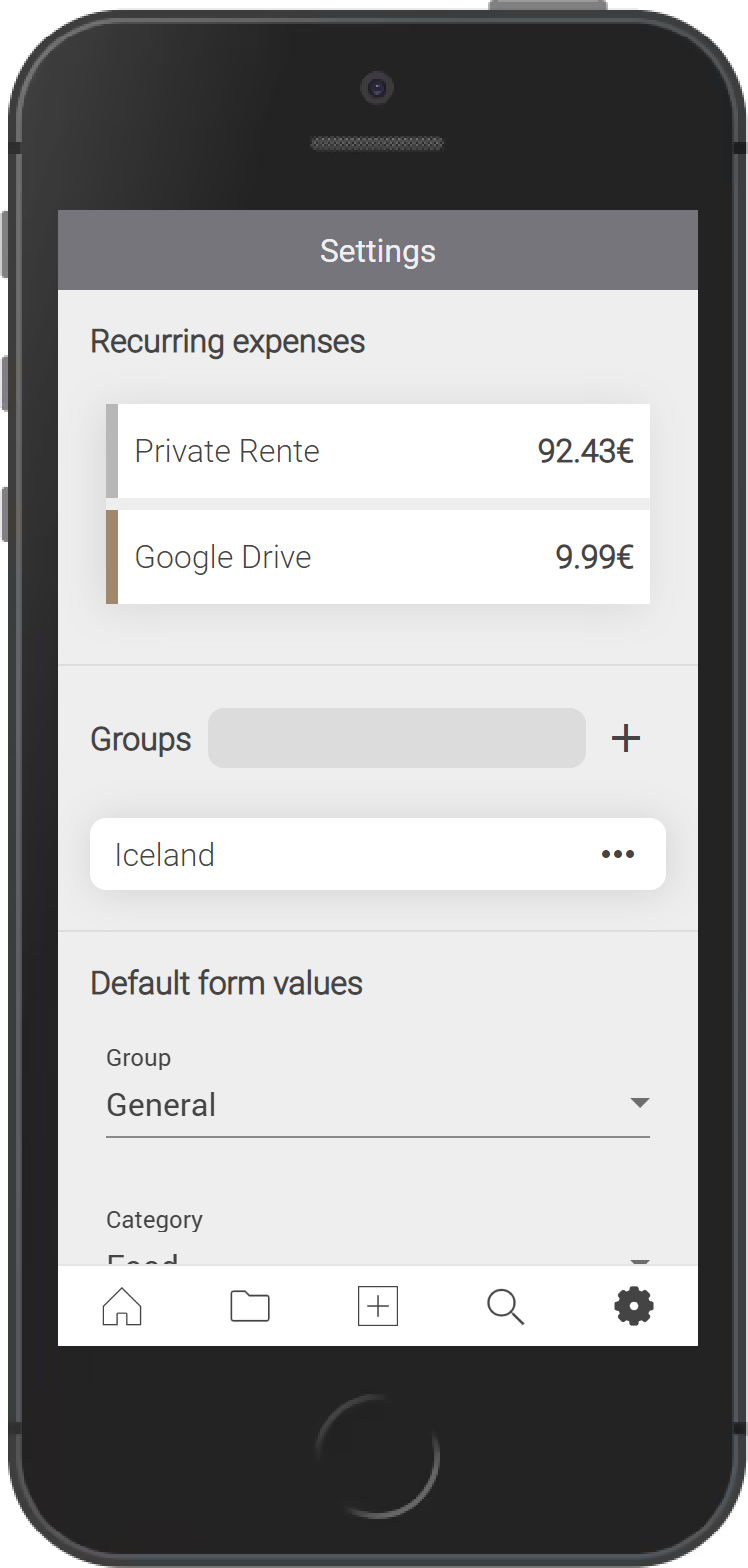 Settings
Recurring expenses
Private Rente 92.43€
Google Drive 9.99€
Groups
Iceland
Default form values
Group
General
Category
Food